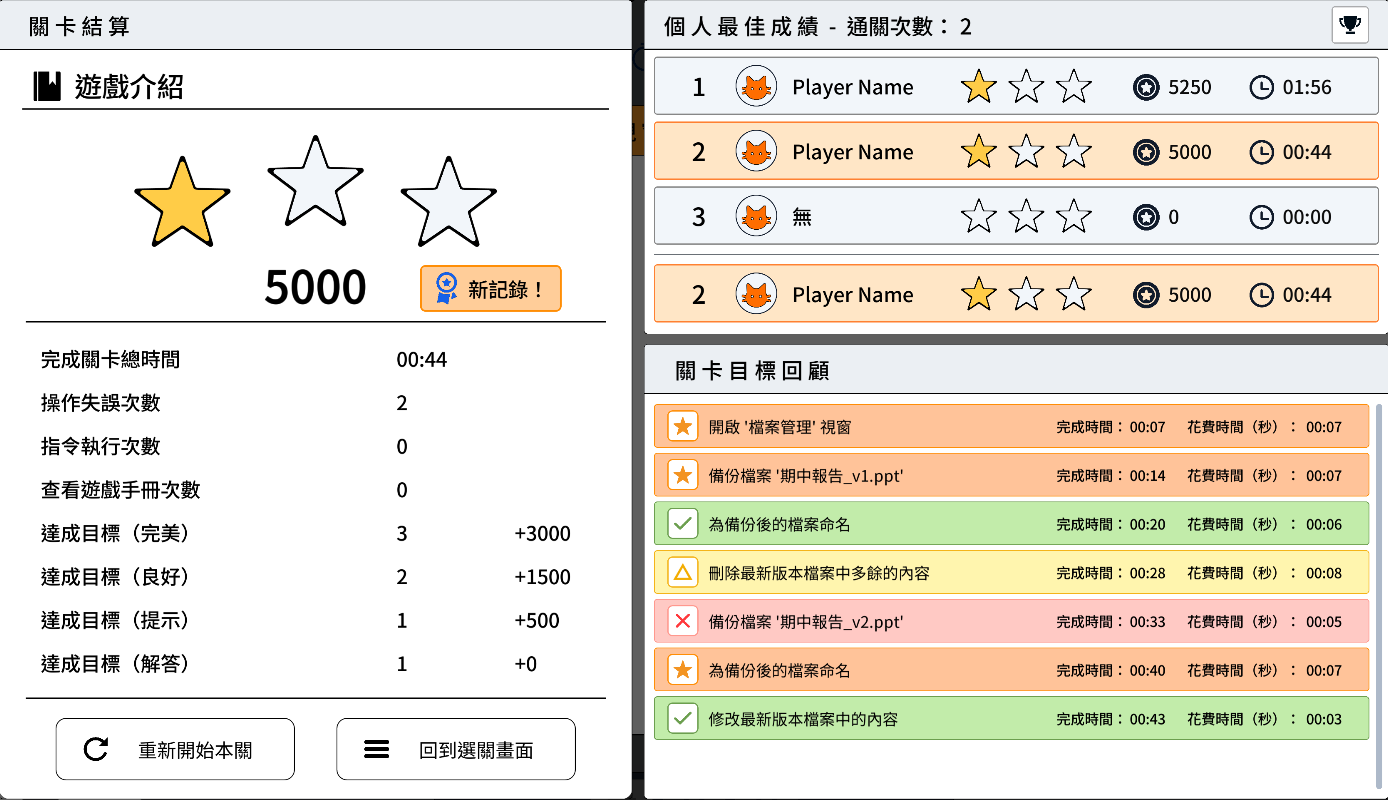 關卡結算
遊戲介紹
5000
新記錄！
完成關卡總時間 00:44
操作失誤次數 2
指令執行次數 0
查看遊戲手冊次數 0
達成目標（完美） 3 +3000
達成目標（良好） 2 +1500
達成目標（提示） 1 +500
達成目標（解答） 1 +0
重新開始本關
回到選關畫面
個人最佳成績 - 通關次數： 2
1 Player Name 5250 01:56
2 Player Name 5000 00:44
3 無 0 00:00
2 Player Name 5000 00:44
關卡目標回顧
開啟 '檔案管理' 視窗 完成時間：00:07 花費時間（秒）： 00:07
備份檔案 '期中報告_v1.ppt' 完成時間：00:14 花費時間（秒）： 00:07
為備份後的檔案命名 完成時間：00:20 花費時間（秒）： 00:06
刪除最新版本檔案中多餘的內容 完成時間：00:28 花費時間（秒）： 00:08
備份檔案 '期中報告_v2.ppt' 完成時間：00:33 花費時間（秒）： 00:05
為備份後的檔案命名 完成時間：00:40 花費時間（秒）： 00:07
修改最新版本檔案中的內容 完成時間：00:43 花費時間（秒）： 00:03